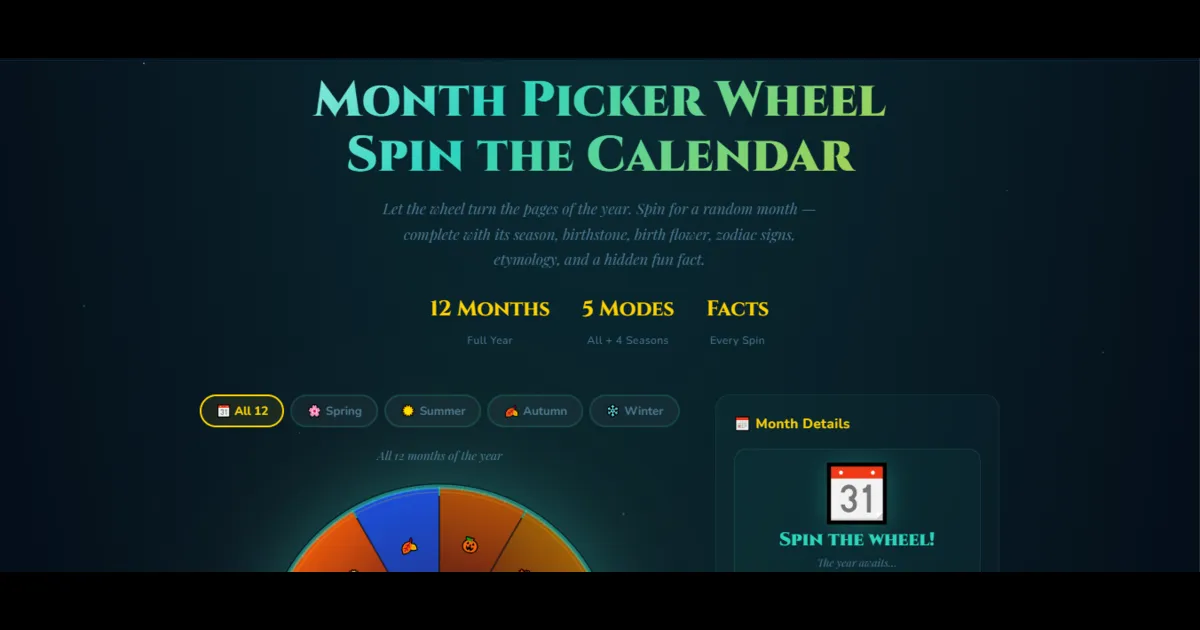 Month Picker Wheel
Spin the Calendar
Let the wheel turn the pages of the year. Spin for a random month —
complete with its season, birthstone, birth flower, zodiac signs,
etymology, and a hidden fun fact.
12 Months
5 Modes
Facts
Full Year
All + 4 Seasons
Every Spin
All 12
Spring
Summer
Autumn
Winter
All 12 months of the year
Month Details
31
Spin the wheel!
The year awaits...